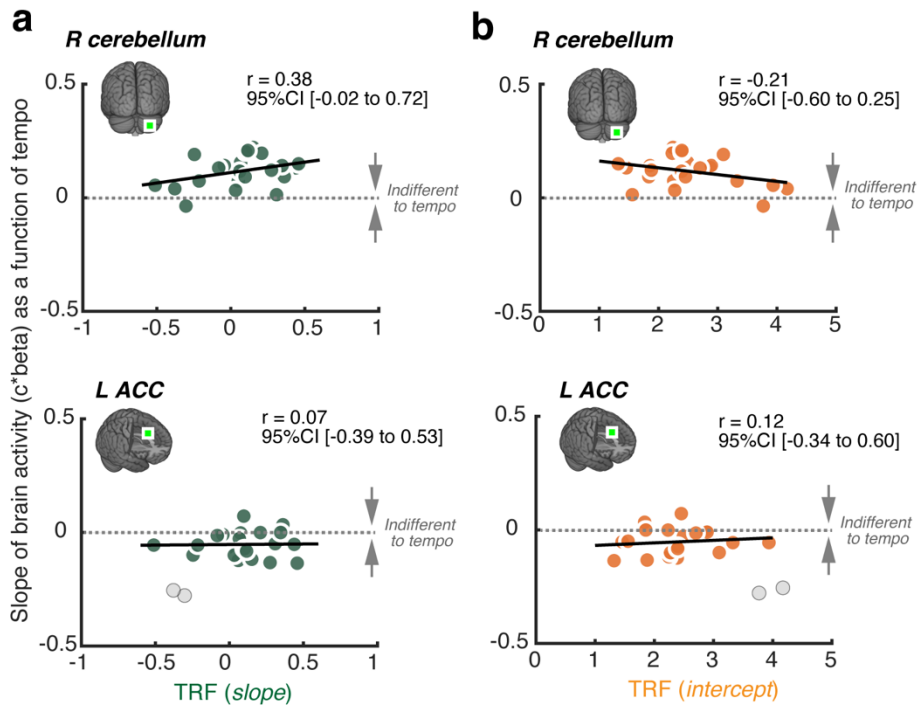 a
R cerebellum
r = 0.38
95%CI [-0.02 to 0.72]
0.5
0
-0.5
Indifferent
to tempo
-1
-0.5
0
0.5
1
b
R cerebellum
r = -0.21
95%CI [-0.60 to 0.25]
0.5
0
-0.5
Indifferent
to tempo
0
1
2
3
4
5
Slope of brain activity (c*beta) as a function of tempo
L ACC
r = 0.07
95%CI [-0.39 to 0.53]
0.5
0
-0.5
Indifferent
to tempo
-1
-0.5
0
0.5
1
TRF (slope)
L ACC
r = 0.12
95%CI [-0.34 to 0.60]
0.5
0
-0.5
Indifferent
to tempo
0
1
2
3
4
5
TRF (intercept)